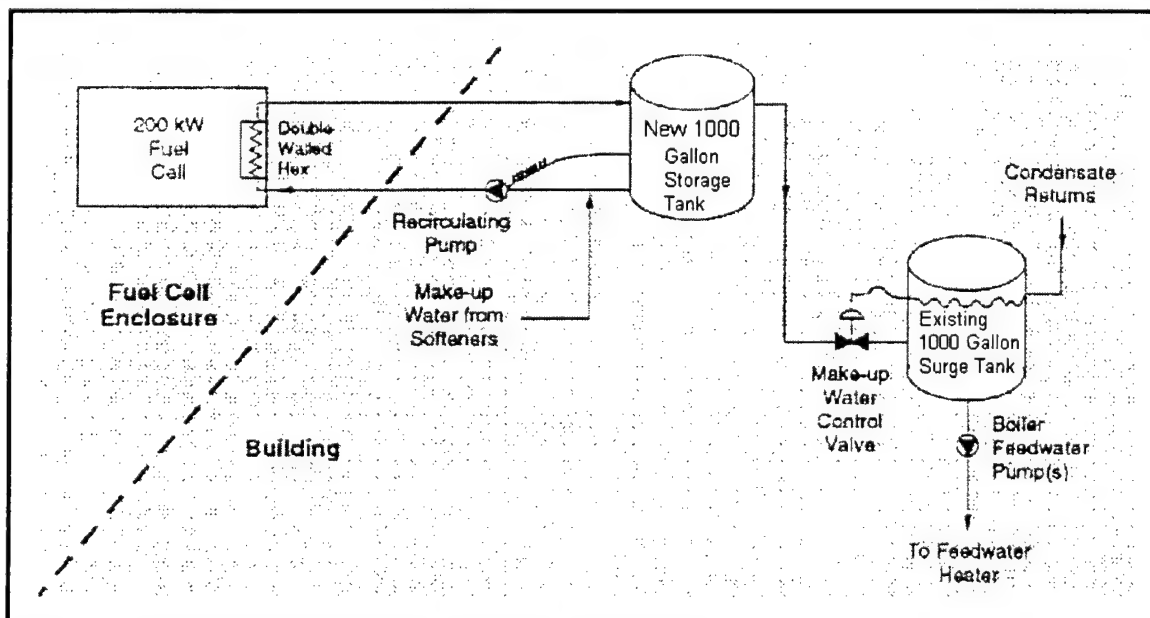 200 kW
Fuel
Cell
Double
Walled
Hex
New 1000
Gallon
Storage
Tank
Condensate
Returns
Recirculating
Pump
Fuel Cell
Enclosure
Make-up
Water from
Softeners
Existing
1000 Gallon
Surge Tank
Make-up
Water
Control
Valve
Building
Boiler
Feedwater
Pump(s)
To Feedwater
Heater